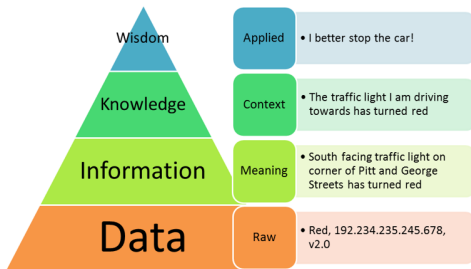 Wisdom
Applied
• I better stop the car!
Knowledge
Context
• The traffic light I am driving
towards has turned red
Information
Meaning
• South facing traffic light on
corner of Pitt and George
Streets has turned red
Data
Raw
• Red, 192.234.235.245.678,
v2.0